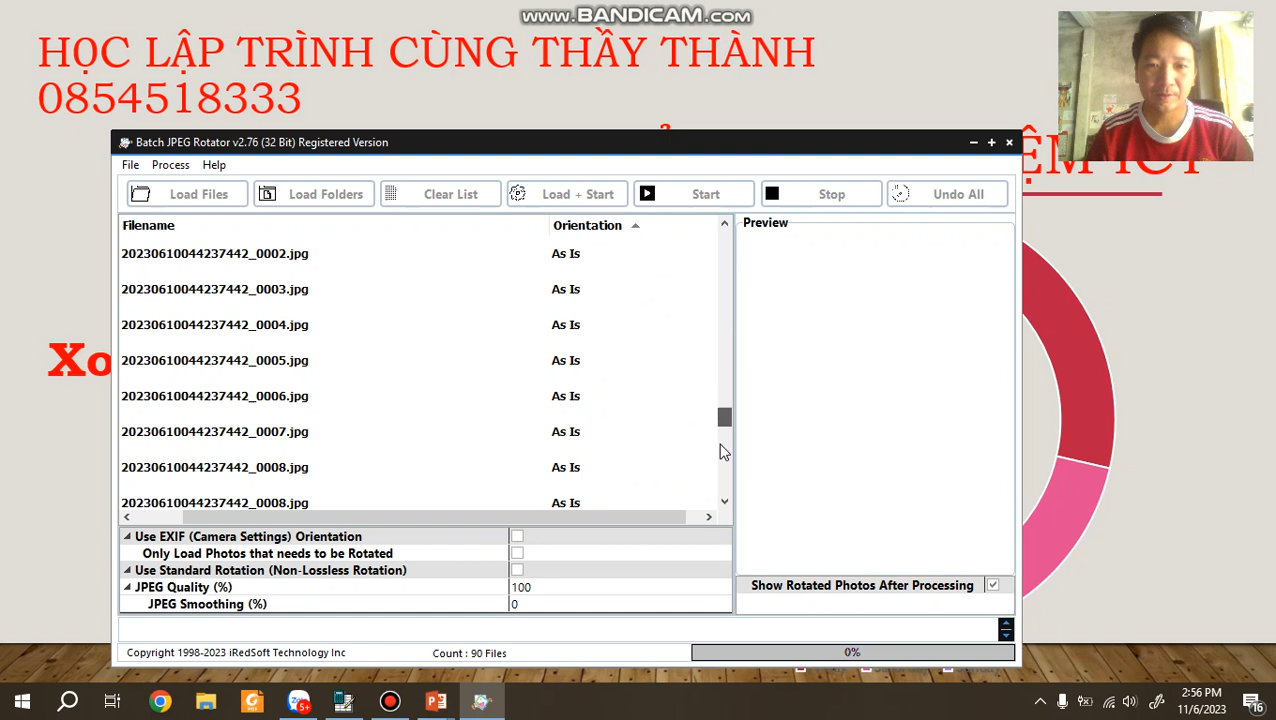 www.BANDICAM.com
HỌC LẬP TRÌNH CÙNG THẦY THÀNH
0854518333
Batch JPEG Rotator v2.76 (32 Bit) Registered Version
File Process Help
Load Files Load Folders Clear List Load + Start Start Stop Undo All
Filename Orientation Preview
20230610044237442_0002.jpg As Is
20230610044237442_0003.jpg As Is
20230610044237442_0004.jpg As Is
20230610044237442_0005.jpg As Is
Xo
20230610044237442_0006.jpg As Is
20230610044237442_0007.jpg As Is
20230610044237442_0008.jpg As Is
20230610044237442_0008.jpg As Is
Use EXIF (Camera Settings) Orientation
Only Load Photos that needs to be Rotated
Use Standard Rotation (Non-Lossless Rotation)
JPEG Quality (%) 100
Show Rotated Photos After Processing
JPEG Smoothing (%) 0
Copyright 1998-2023 iRedSoft Technology Inc Count : 90 Files 0%
Zalo 5+
2:56 PM
11/6/2023
16